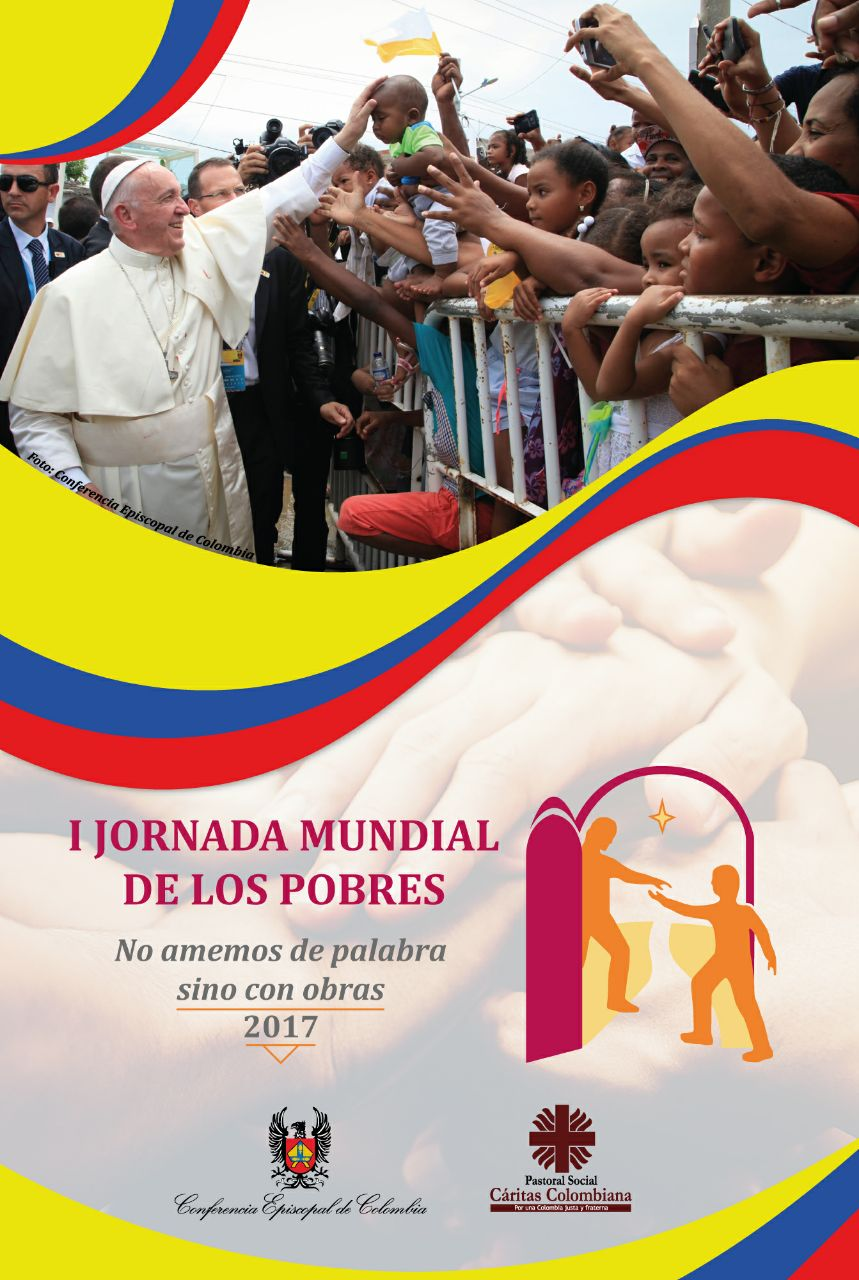 Foto: Conferencia Episcopal de Colombia
I JORNADA MUNDIAL
DE LOS POBRES
No amemos de palabra
sino con obras
2017
Conferencia Episcopal de Colombia
Pastoral Social
Cáritas Colombiana
Por una Colombia justa y fraterna